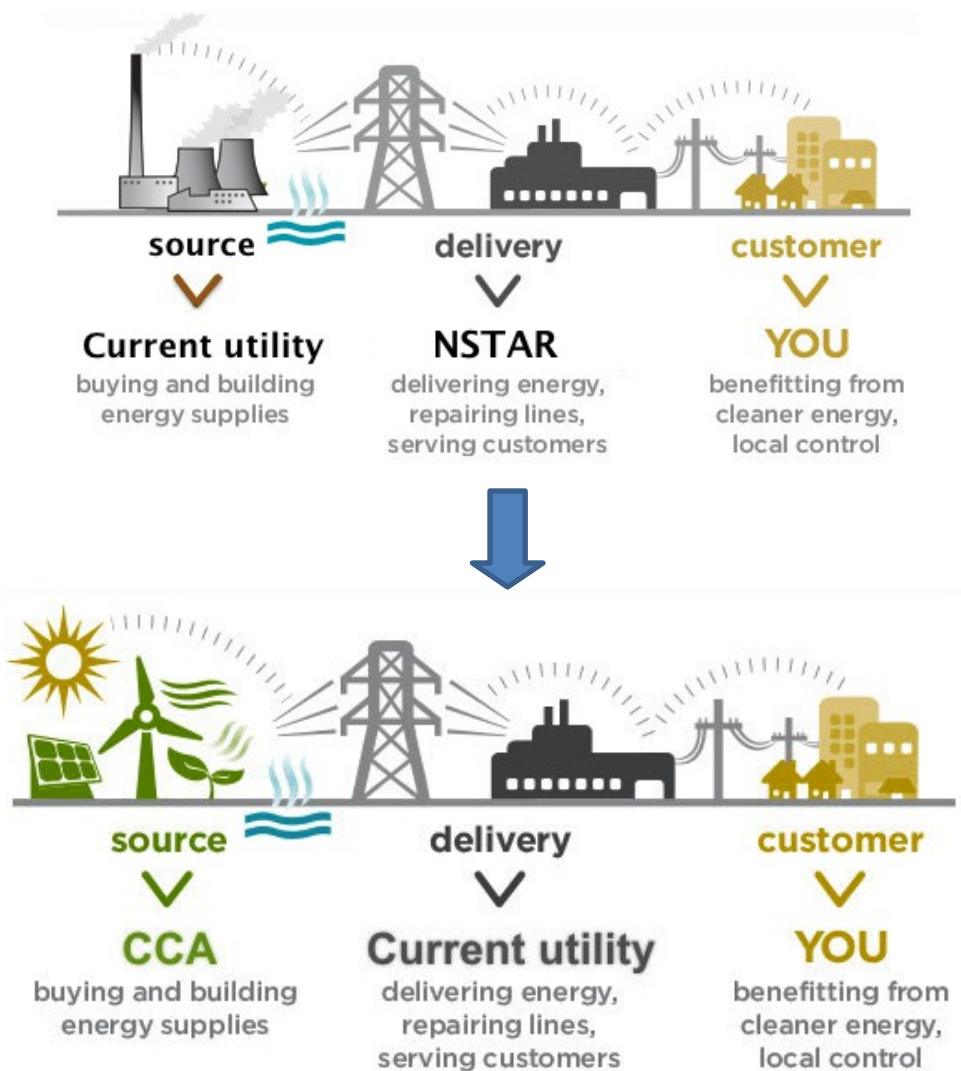 source
delivery
customer
Current utility
NSTAR
YOU
buying and building
energy supplies
delivering energy,
repairing lines,
serving customers
benefitting from
cleaner energy,
local control
source
delivery
customer
CCA
Current utility
YOU
buying and building
energy supplies
delivering energy,
repairing lines,
serving customers
benefitting from
cleaner energy,
local control